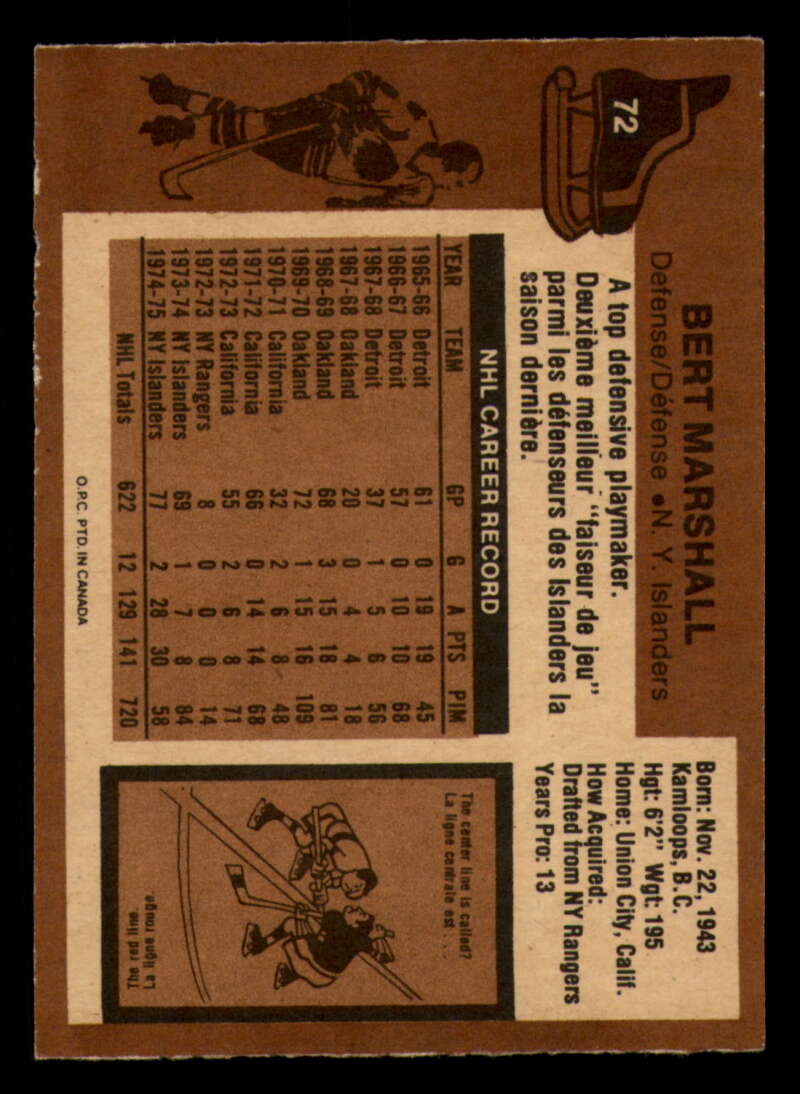 72
BERT MARSHALL
Defense/Défense • N. Y. Islanders
A top defensive playmaker.
Deuxième meilleur "faiseur de jeu"
parmi les défenseurs des Islanders la
saison dernière.
Born: Nov. 22, 1943
Kamloops, B.C.
Hgt: 6'2" Wgt: 195
Home: Union City, Calif.
How Acquired:
Drafted from NY Rangers
Years Pro: 13
NHL CAREER RECORD
YEAR TEAM GP G A PTS PIM
1965-66 Detroit 61 0 19 19 45
1966-67 Detroit 57 0 10 10 68
1967-68 Detroit 37 1 5 6 56
1967-68 Oakland 20 0 4 4 18
1968-69 Oakland 68 3 15 18 81
1969-70 Oakland 72 1 15 16 109
1970-71 California 32 2 6 8 48
1971-72 California 66 0 14 14 68
1972-73 California 55 2 6 8 71
1972-73 NY Rangers 8 0 0 0 14
1973-74 NY Islanders 69 1 7 8 84
1974-75 NY Islanders 77 2 28 30 58
NHL Totals 622 12 129 141 720
The center line is called?
La ligne centrale est . . .
La ligne rouge.
The red line.
O.P.C. PTD. IN CANADA